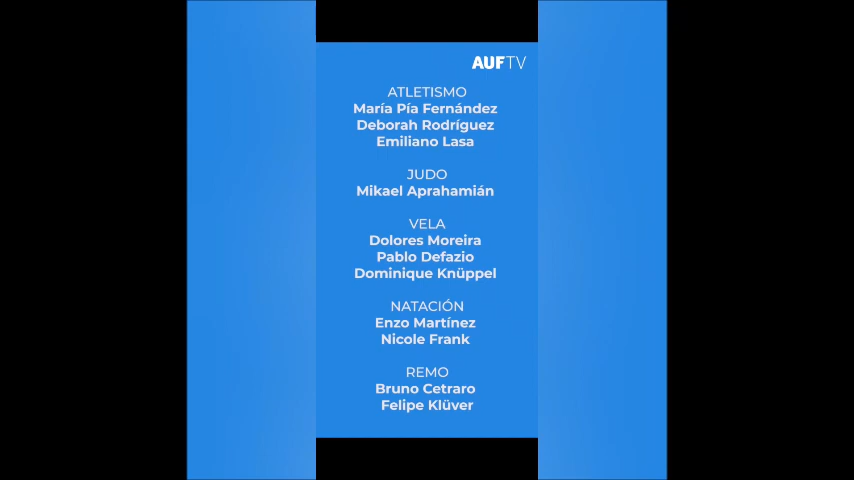 AUFTV
ATLETISMO
María Pía Fernández
Deborah Rodríguez
Emiliano Lasa
JUDO
Mikael Aprahamián
VELA
Dolores Moreira
Pablo Defazio
Dominique Knüppel
NATACIÓN
Enzo Martínez
Nicole Frank
REMO
Bruno Cetraro
Felipe Klüver